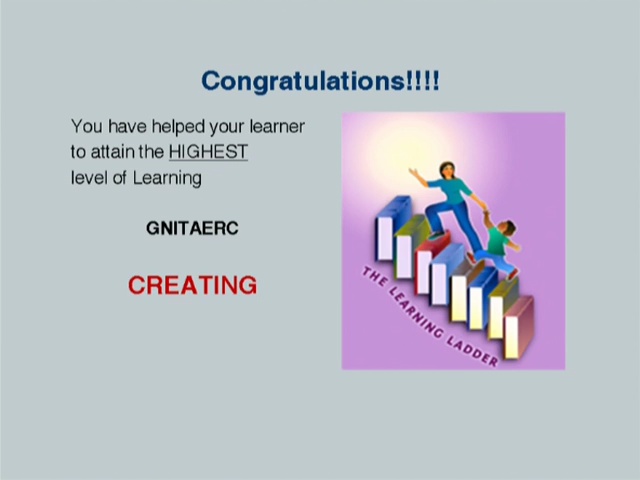 Congratulations!!!!
You have helped your learner
to attain the HIGHEST
level of Learning
GNITAERC
CREATING
THE LEARNING LADDER